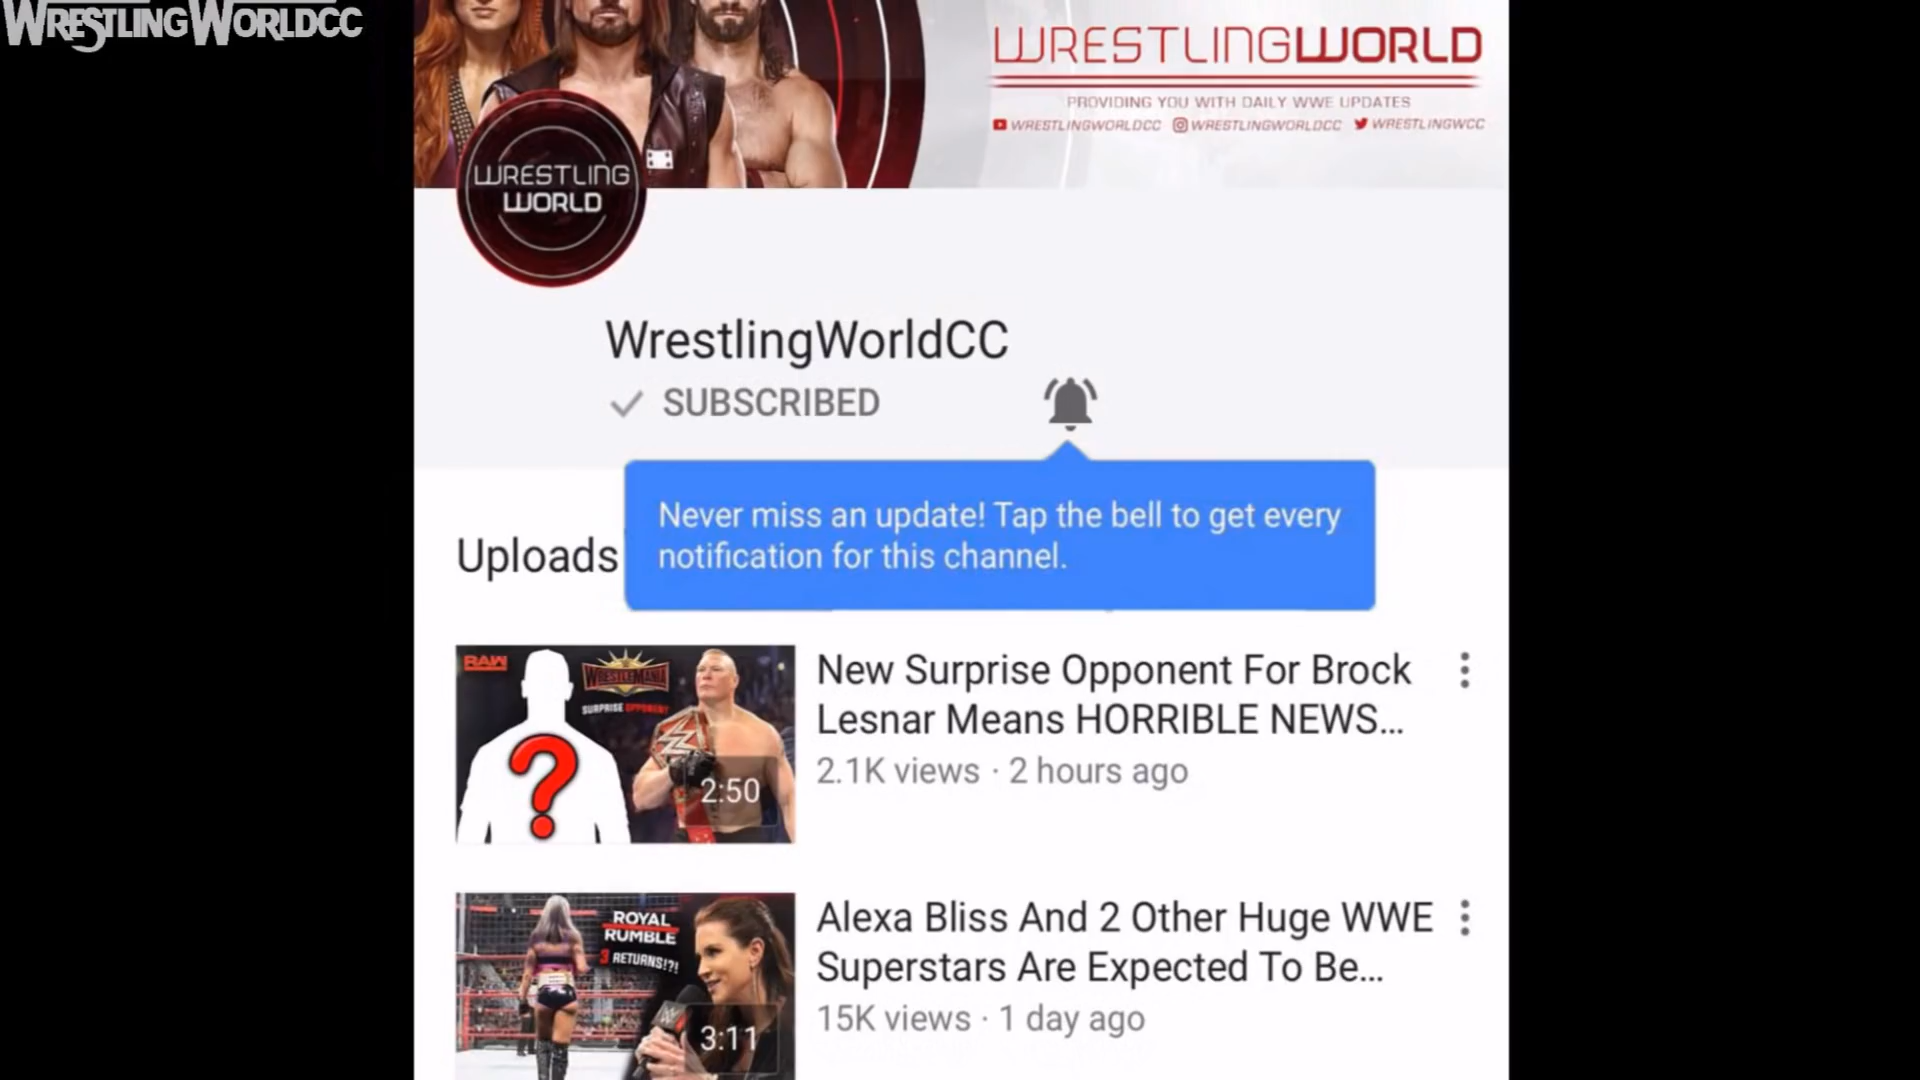 WRESTLINGWORLDCC
WRESTLINGWORLD
PROVIDING YOU WITH DAILY WWE UPDATES
WRESTLINGWORLDCC WRESTLINGWORLDCC WRESTLINGWCC
WRESTLING
WORLD
WrestlingWorldCC
SUBSCRIBED
Never miss an update! Tap the bell to get every
notification for this channel.
Uploads
RAW
WRESTLEMANIA
SURPRISE OPPONENT
?
2:50
New Surprise Opponent For Brock
Lesnar Means HORRIBLE NEWS...
2.1K views · 2 hours ago
ROYAL
RUMBLE
3 RETURNS!?!
3:11
Alexa Bliss And 2 Other Huge WWE
Superstars Are Expected To Be...
15K views · 1 day ago